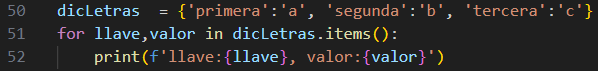 50 dicLetras  = {'primera':'a', 'segunda':'b', 'tercera':'c'}
51 for llave,valor in dicLetras.items():
52     print(f'llave:{llave}, valor:{valor}')